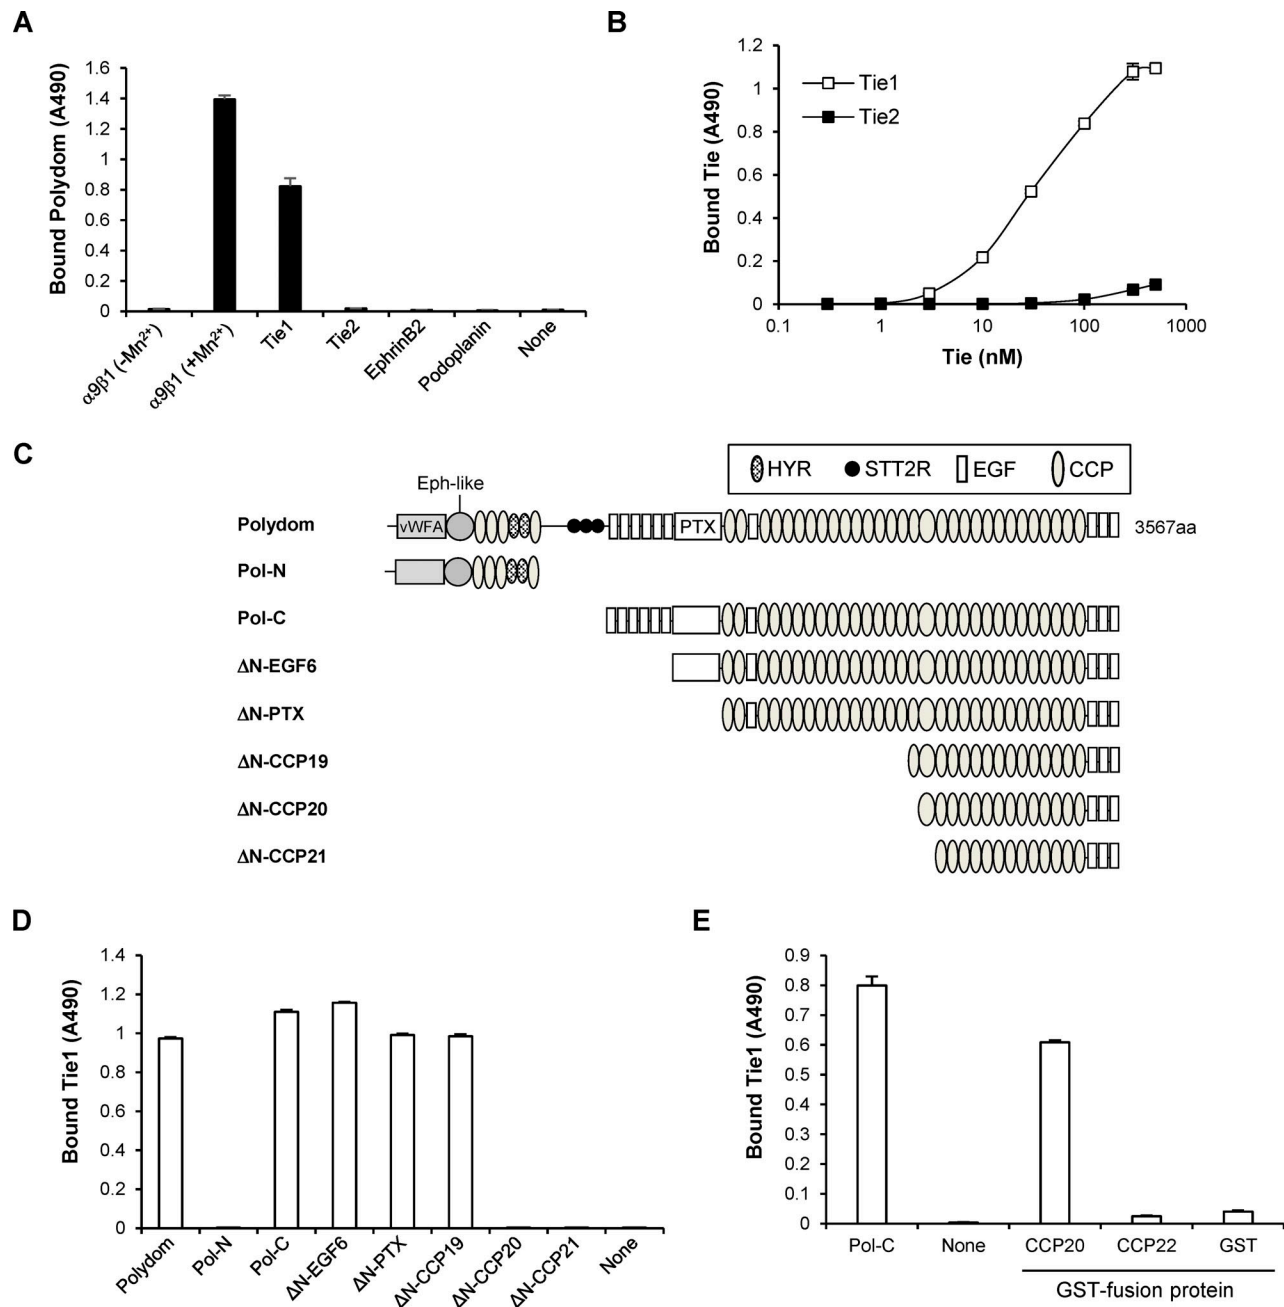 A
Bound Polydom (A490)
1.6
1.4
1.2
1
0.8
0.6
0.4
0.2
0
α9β1 (-Mn²⁺)
α9β1 (+Mn²⁺)
Tie1
Tie2
EphrinB2
Podoplanin
None
B
Bound Tie (A490)
1.2
1
0.8
0.6
0.4
0.2
0
Tie1
Tie2
0.1
1
10
100
1000
Tie (nM)
C
HYR
STT2R
EGF
CCP
Eph-like
Polydom
vWFA
PTX
3567aa
Pol-N
Pol-C
ΔN-EGF6
ΔN-PTX
ΔN-CCP19
ΔN-CCP20
ΔN-CCP21
D
Bound Tie1 (A490)
1.4
1.2
1
0.8
0.6
0.4
0.2
0
Polydom
Pol-N
Pol-C
ΔN-EGF6
ΔN-PTX
ΔN-CCP19
ΔN-CCP20
ΔN-CCP21
None
E
Bound Tie1 (A490)
0.9
0.8
0.7
0.6
0.5
0.4
0.3
0.2
0.1
0
Pol-C
None
CCP20
CCP22
GST
GST-fusion protein